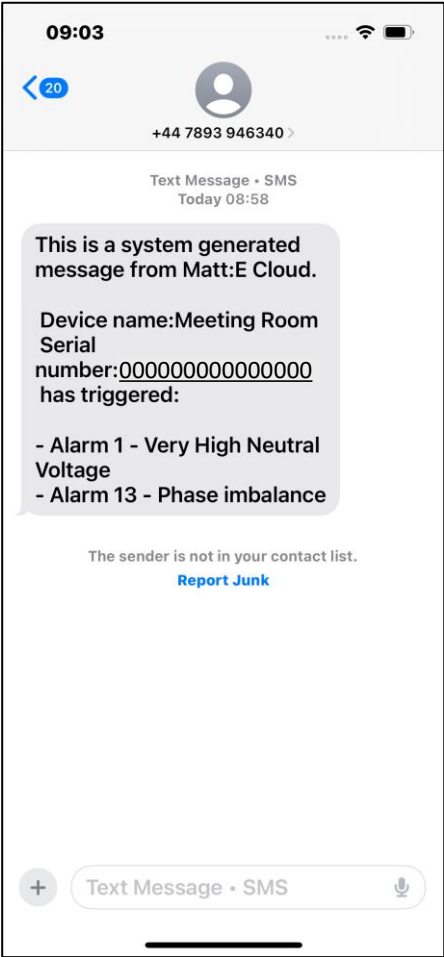 09:03
20
+44 7893 946340 >
Text Message • SMS
Today 08:58
This is a system generated
message from Matt:E Cloud.
Device name:Meeting Room
Serial
number:000000000000000
has triggered:
- Alarm 1 - Very High Neutral
Voltage
- Alarm 13 - Phase imbalance
The sender is not in your contact list.
Report Junk
+
Text Message • SMS